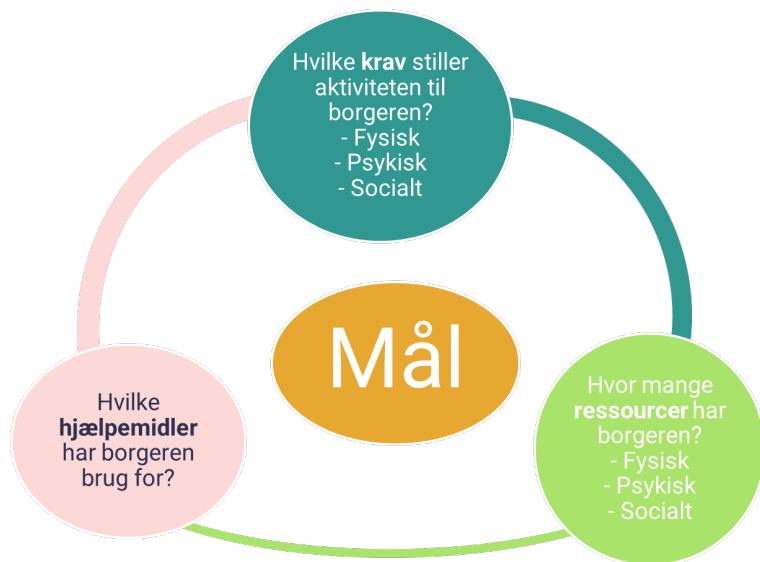 Hvilke krav stiller
aktiviteten til
borgeren?
- Fysisk
- Psykisk
- Socialt
Mål
Hvor mange
ressourcer har
borgeren?
- Fysisk
- Psykisk
- Socialt
Hvilke
hjælpemidler
har borgeren
brug for?